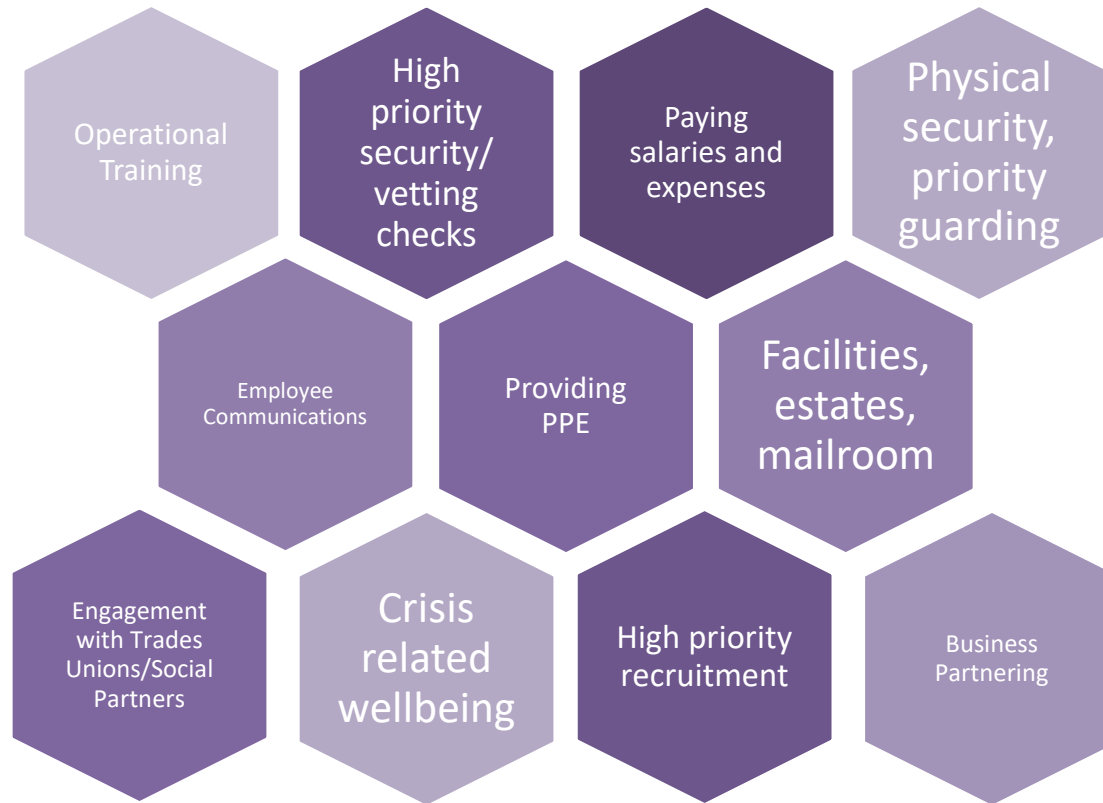 Operational
Training
High
priority
security/
vetting
checks
Paying
salaries and
expenses
Physical
security,
priority
guarding
Employee
Communications
Providing
PPE
Facilities,
estates,
mailroom
Engagement
with Trades
Unions/Social
Partners
Crisis
related
wellbeing
High priority
recruitment
Business
Partnering